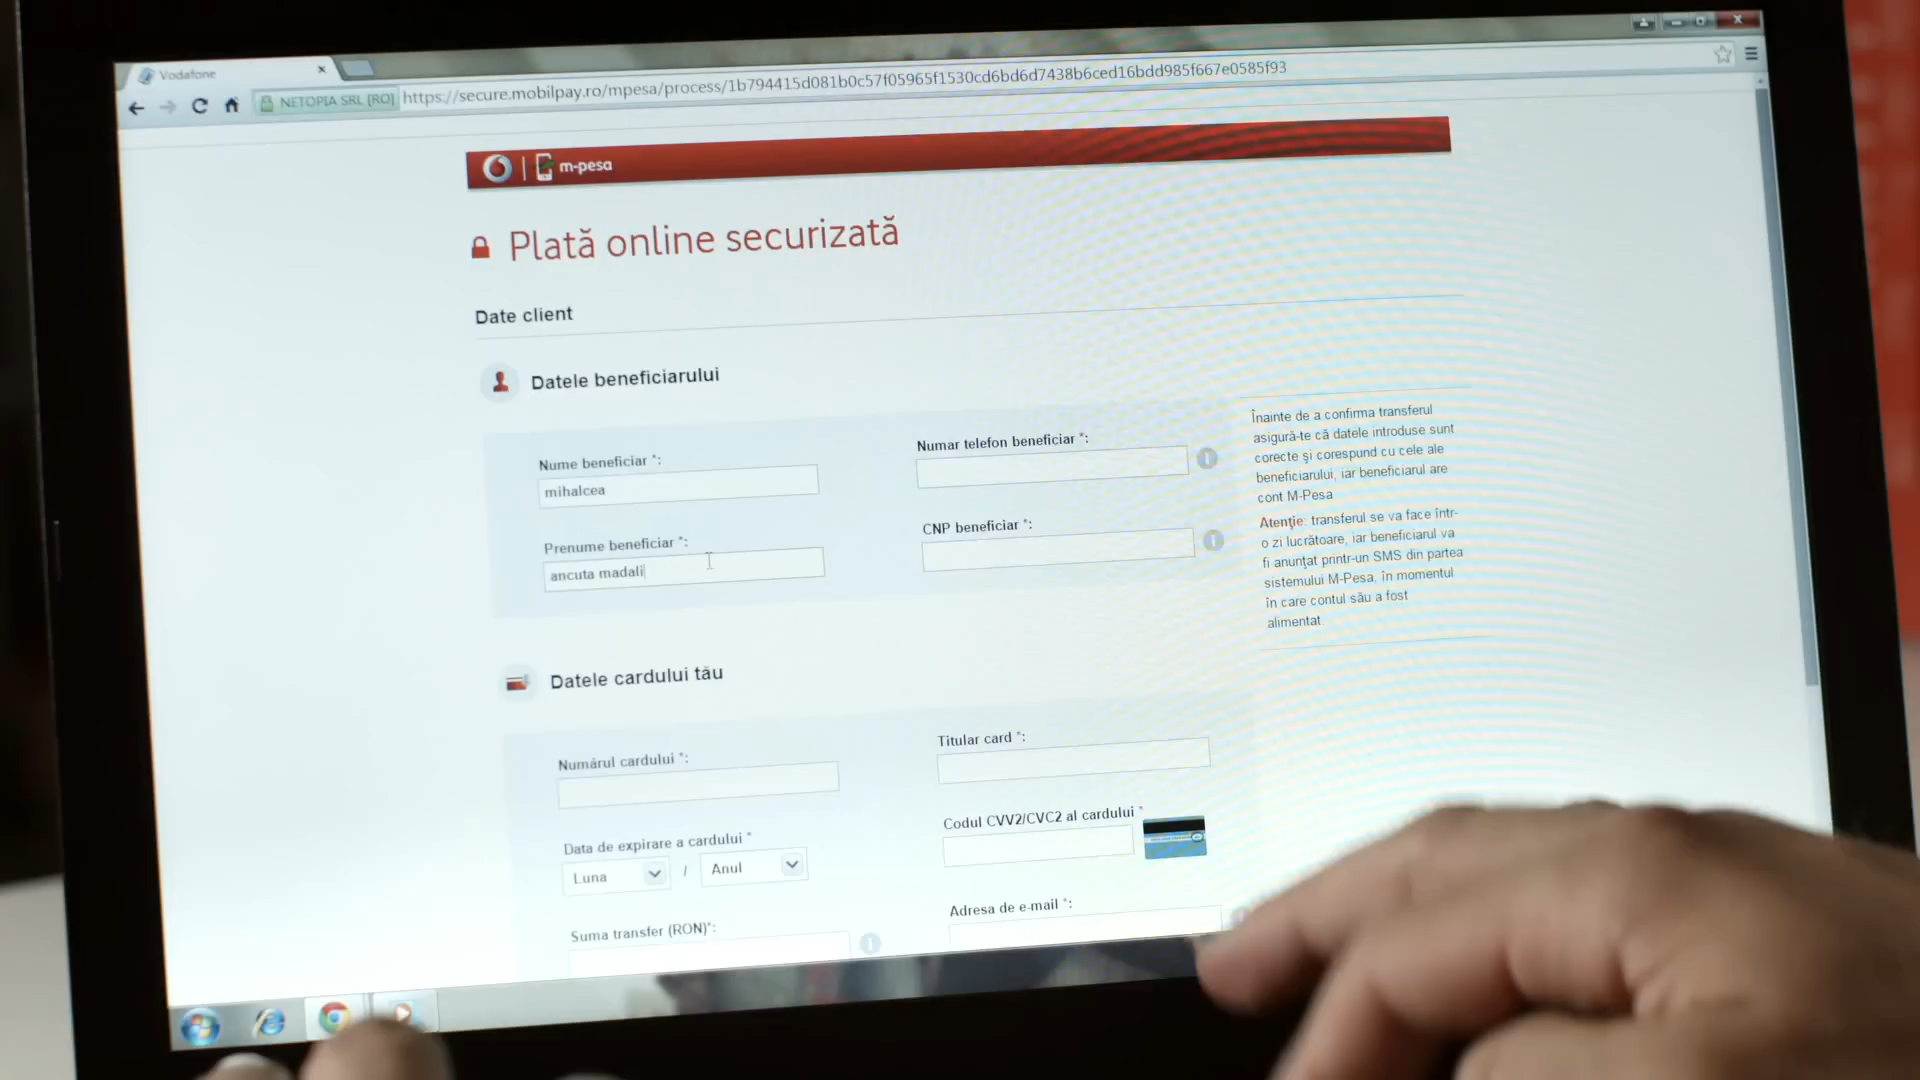 Vodafone
NETOPIA SRL [RO] https://secure.mobilpay.ro/mpesa/process/1b794415d081b0c57f05965f1530cd6bd6d7438b6ced16bdd985f667e0585f93
m-pesa
Plată online securizată
Date client
Datele beneficiarului
Nume beneficiar *:
mihalcea
Numar telefon beneficiar *:
Prenume beneficiar *:
ancuta madali
CNP beneficiar *:
Înainte de a confirma transferul
asigură-te că datele introduse sunt
corecte şi corespund cu cele ale
beneficiarului, iar beneficiarul are
cont M-Pesa
Atenţie: transferul se va face într-
o zi lucrătoare, iar beneficiarul va
fi anunţat printr-un SMS din partea
sistemului M-Pesa, în momentul
în care contul său a fost
alimentat.
Datele cardului tău
Numărul cardului *:
Titular card *:
Data de expirare a cardului *
Luna / Anul
Codul CVV2/CVC2 al cardului *
Suma transfer (RON)*:
Adresa de e-mail *: